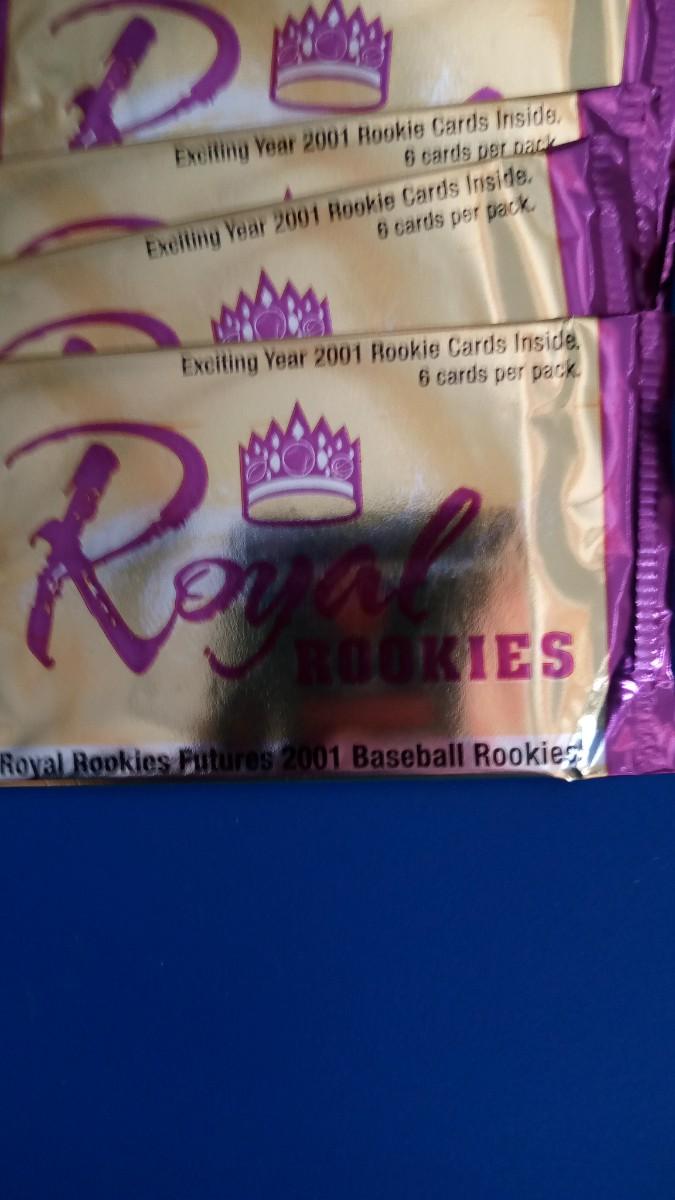 R
Exciting Year 2001 Rookie Cards Inside.
6 cards per pack.
Exciting Year 2001 Rookie Cards Inside.
6 cards per pack.
Exciting Year 2001 Rookie Cards Inside.
6 cards per pack.
Royal
ROOKIES
Royal Rookies Futures 2001 Baseball Rookies